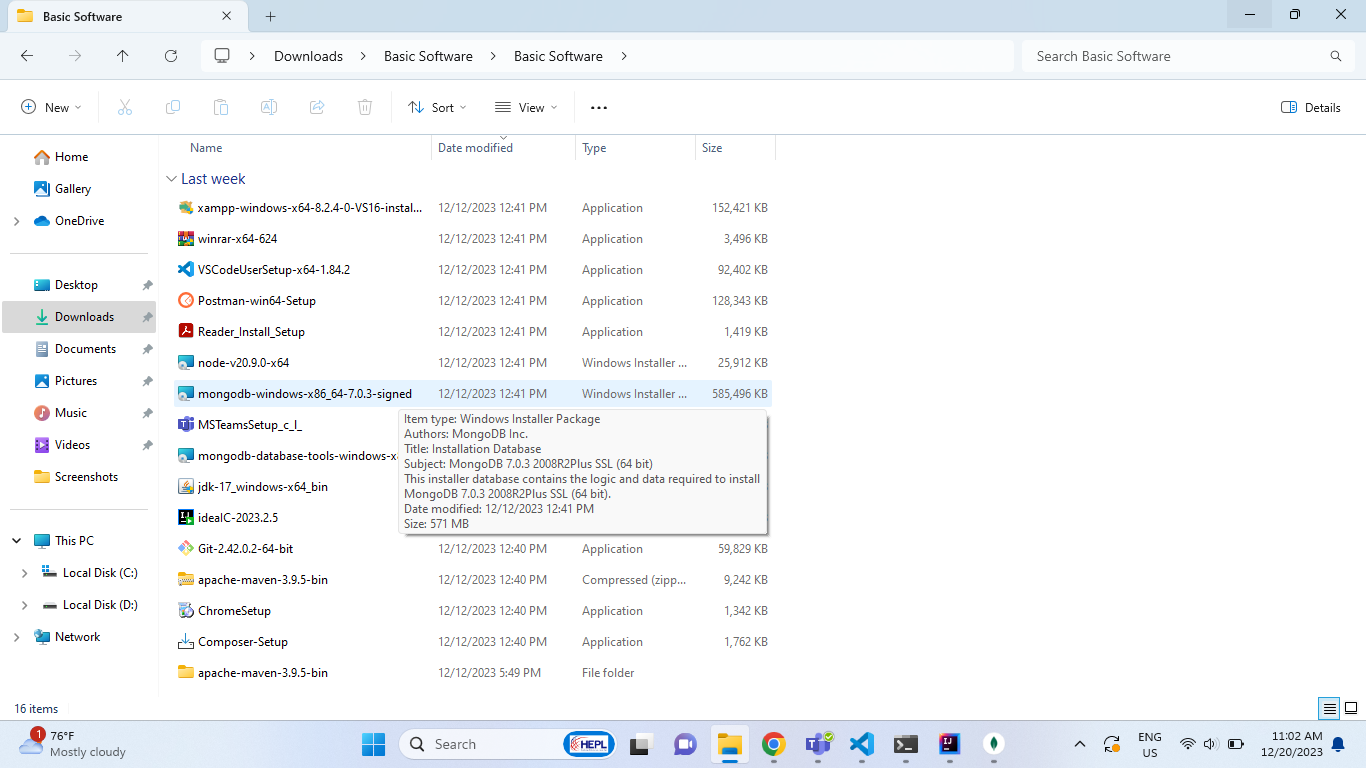 Basic Software
Downloads > Basic Software > Basic Software >
Search Basic Software
New
Sort
View
Details
Home
Gallery
OneDrive
Desktop
Downloads
Documents
Pictures
Music
Videos
Screenshots
This PC
Local Disk (C:)
Local Disk (D:)
Network
Name Date modified Type Size
Last week
xampp-windows-x64-8.2.4-0-VS16-instal... 12/12/2023 12:41 PM Application 152,421 KB
winrar-x64-624 12/12/2023 12:41 PM Application 3,496 KB
VSCodeUserSetup-x64-1.84.2 12/12/2023 12:41 PM Application 92,402 KB
Postman-win64-Setup 12/12/2023 12:41 PM Application 128,343 KB
Reader_Install_Setup 12/12/2023 12:41 PM Application 1,419 KB
node-v20.9.0-x64 12/12/2023 12:41 PM Windows Installer ... 25,912 KB
mongodb-windows-x86_64-7.0.3-signed 12/12/2023 12:41 PM Windows Installer ... 585,496 KB
MSTeamsSetup_c_l_
mongodb-database-tools-windows-x
jdk-17_windows-x64_bin
ideaIC-2023.2.5
Item type: Windows Installer Package
Authors: MongoDB Inc.
Title: Installation Database
Subject: MongoDB 7.0.3 2008R2Plus SSL (64 bit)
This installer database contains the logic and data required to install
MongoDB 7.0.3 2008R2Plus SSL (64 bit).
Date modified: 12/12/2023 12:41 PM
Size: 571 MB
Git-2.42.0.2-64-bit 12/12/2023 12:40 PM Application 59,829 KB
apache-maven-3.9.5-bin 12/12/2023 12:40 PM Compressed (zipp... 9,242 KB
ChromeSetup 12/12/2023 12:40 PM Application 1,342 KB
Composer-Setup 12/12/2023 12:40 PM Application 1,762 KB
apache-maven-3.9.5-bin 12/12/2023 5:49 PM File folder
16 items
1
76°F
Mostly cloudy
Search
HEPL
ENG
US
11:02 AM
12/20/2023